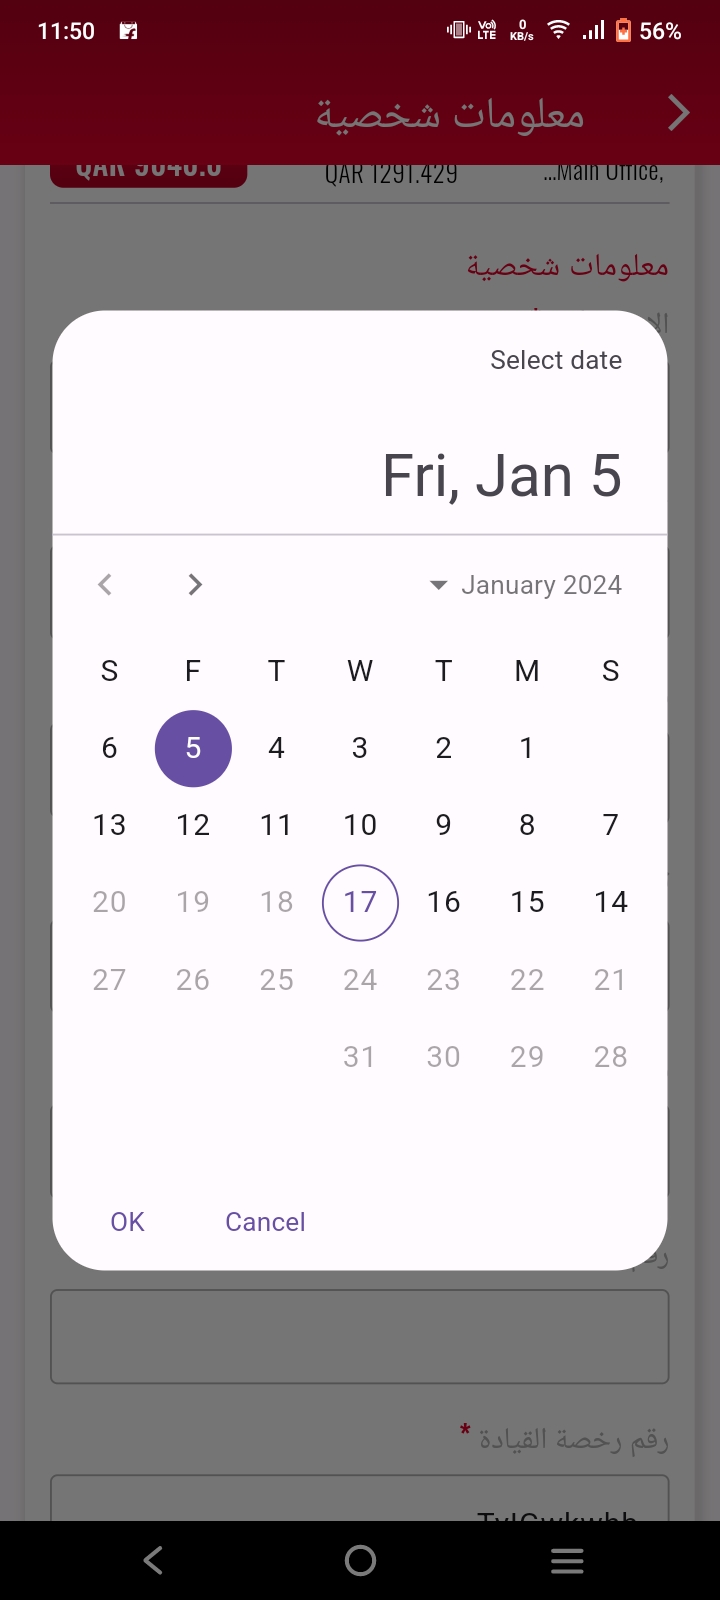 11:50
Vo) LTE 0 KB/s 56%
معلومات شخصية
QAR 9040.0 QAR 1291.429 ...Main Office,
معلومات شخصية
Select date
Fri, Jan 5
January 2024
S F T W T M S
6 5 4 3 2 1
13 12 11 10 9 8 7
20 19 18 17 16 15 14
27 26 25 24 23 22 21
31 30 29 28
OK Cancel
رقم رخصة القيادة *